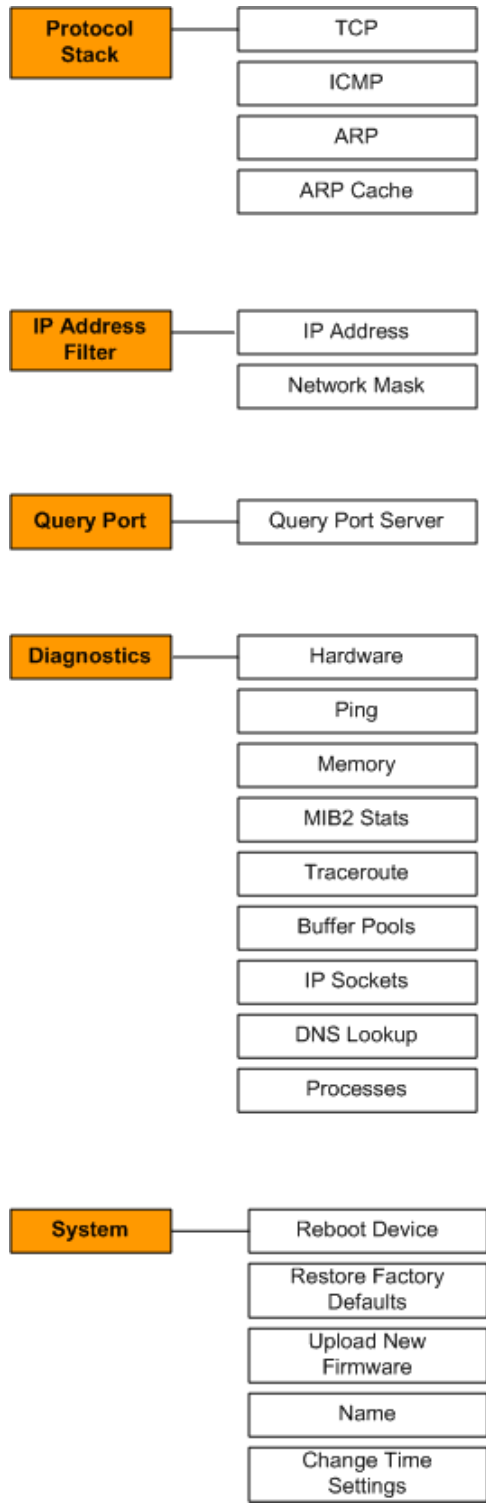 Protocol
Stack
TCP
ICMP
ARP
ARP Cache
IP Address
Filter
IP Address
Network Mask
Query Port
Query Port Server
Diagnostics
Hardware
Ping
Memory
MIB2 Stats
Traceroute
Buffer Pools
IP Sockets
DNS Lookup
Processes
System
Reboot Device
Restore Factory
Defaults
Upload New
Firmware
Name
Change Time
Settings